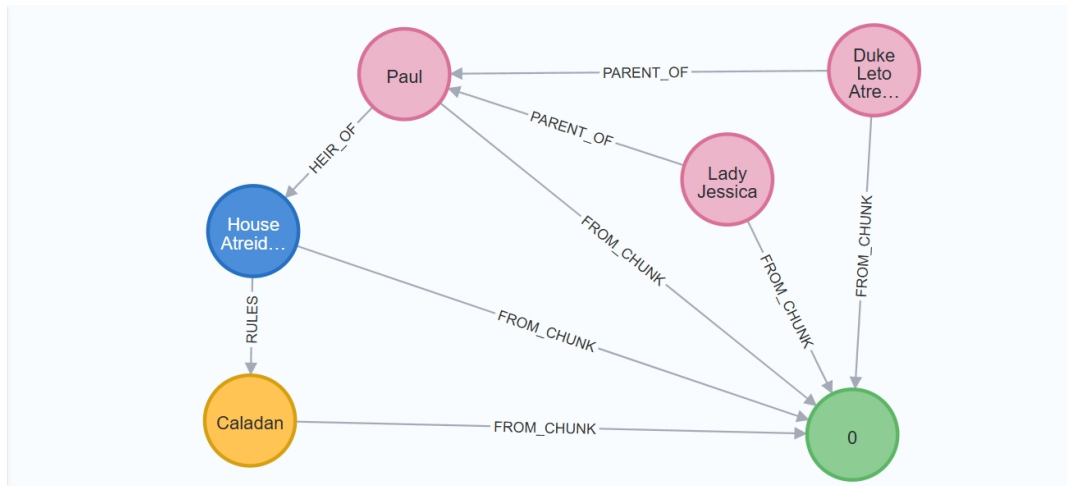 Duke
Leto
Atre…
Paul
PARENT_OF
PARENT_OF
HEIR_OF
Lady
Jessica
House
Atreid…
FROM_CHUNK
FROM_CHUNK
FROM_CHUNK
RULES
FROM_CHUNK
Caladan
FROM_CHUNK
0